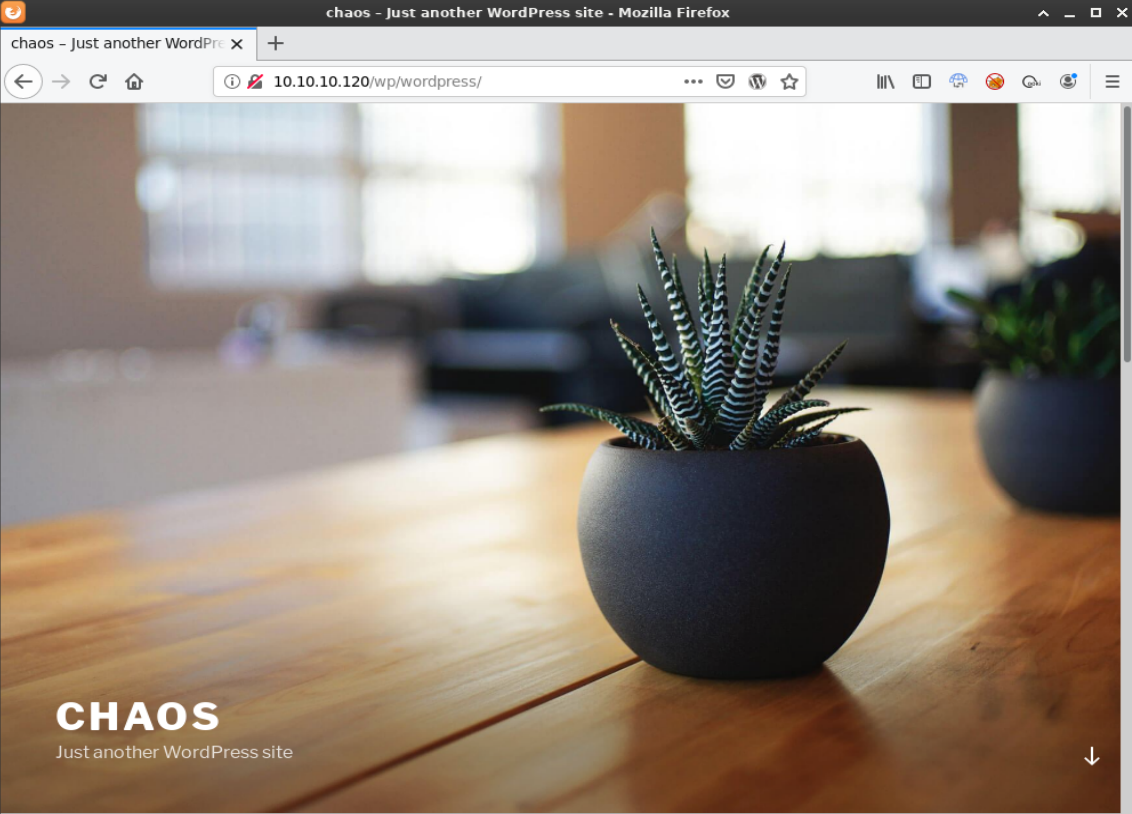 chaos – Just another WordPress site - Mozilla Firefox
chaos – Just another WordPre
10.10.10.120/wp/wordpress/
CHAOS
Just another WordPress site